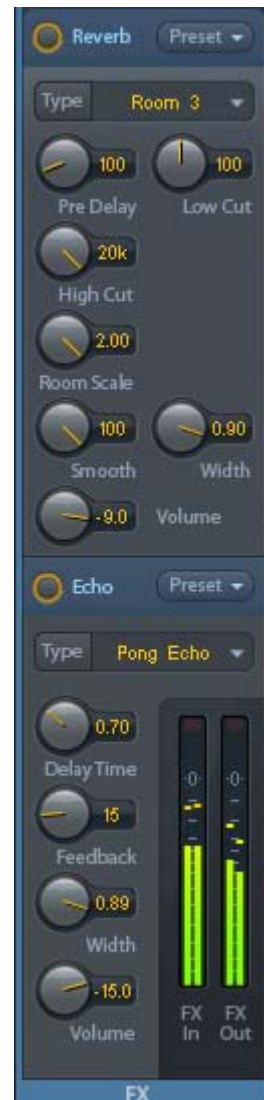 Reverb Preset
Type Room 3
100 100
Pre Delay Low Cut
20k
High Cut
2.00
Room Scale
100 0.90
Smooth Width
-9.0 Volume
Echo Preset
Type Pong Echo
0.70
Delay Time
-0- -0-
15
Feedback
0.89
Width
-15.0
Volume
FX FX
In Out
FX